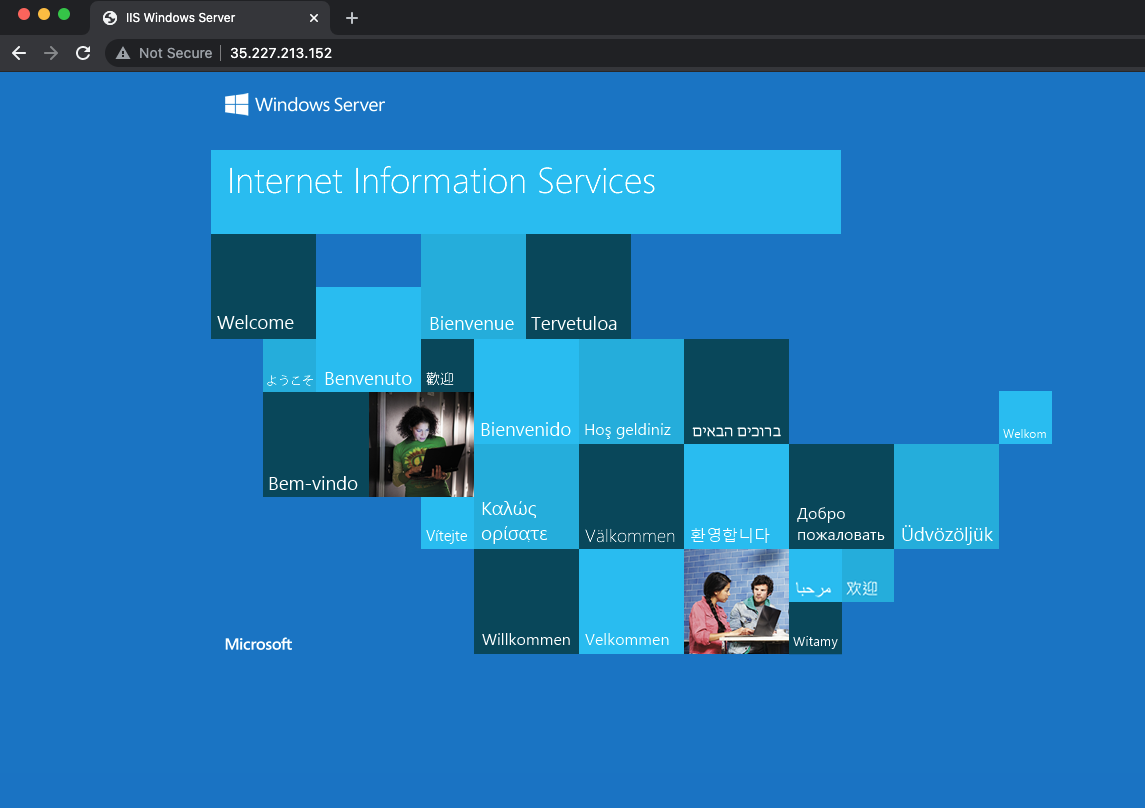 IIS Windows Server
Not Secure
35.227.213.152
Windows Server
Internet Information Services
Welcome
Bienvenue
Tervetuloa
ようこそ
Benvenuto
歡迎
Bienvenido
Hoş geldiniz
ברוכים הבאים
Welkom
Bem-vindo
Vítejte
Καλώς
ορίσατε
Välkommen
환영합니다
Добро
пожаловать
Üdvözöljük
مرحبا
欢迎
Willkommen
Velkommen
Witamy
Microsoft